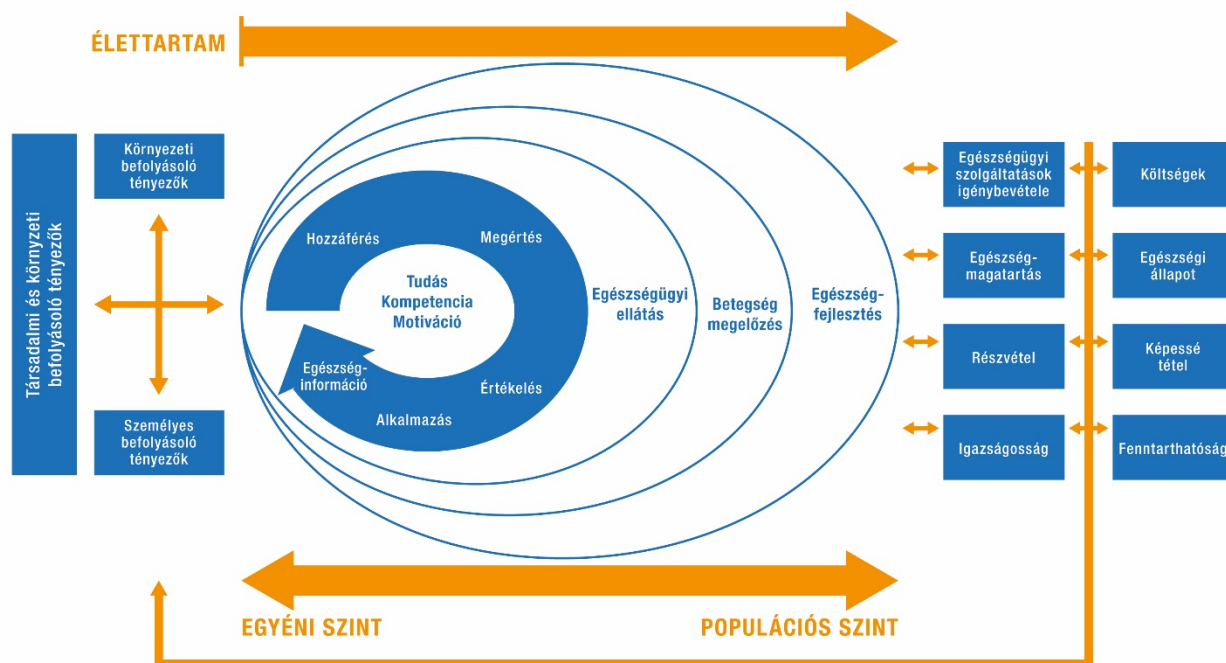 ÉLETTARTAM
Társadalmi és környzeti
befolyásoló tényezők
Környezeti
befolyásoló
tényezők
Személyes
befolyásoló
tényezők
Hozzáférés
Megértés
Értékelés
Alkalmazás
Egészség-
információ
Tudás
Kompetencia
Motiváció
Egészségügyi
ellátás
Betegség
megelőzés
Egészség-
fejlesztés
Egészségügyi
szolgáltatások
igénybevétele
Költségek
Egészség-
magatartás
Egészségi
állapot
Részvétel
Képessé
tétel
Igazságosság
Fenntarthatóság
EGYÉNI SZINT
POPULÁCIÓS SZINT